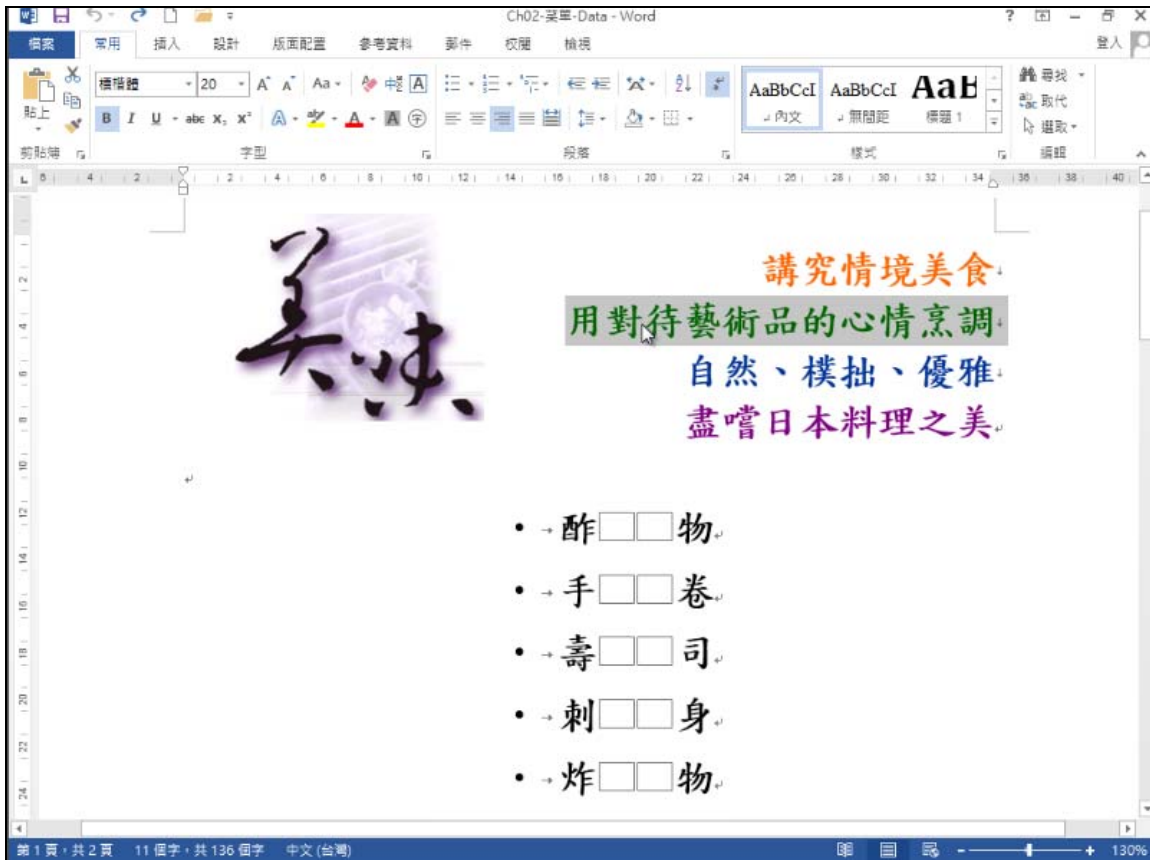 Ch02-菜單-Data - Word
檔案 常用 插入 設計 版面配置 參考資料 郵件 校閱 檢視 登入
標楷體 20
貼上
AaBbCcI AaBbCcI AaB
內文 無間距 標題 1
尋找
取代
選取
剪貼簿 字型 段落 樣式 編輯
美味
講究情境美食
用對待藝術品的心情烹調
自然、樸拙、優雅
盡嚐日本料理之美
• 酢□□物
• 手□□卷
• 壽□□司
• 刺□□身
• 炸□□物
第 1 頁，共 2 頁 11 個字，共 136 個字 中文 (台灣) 130%